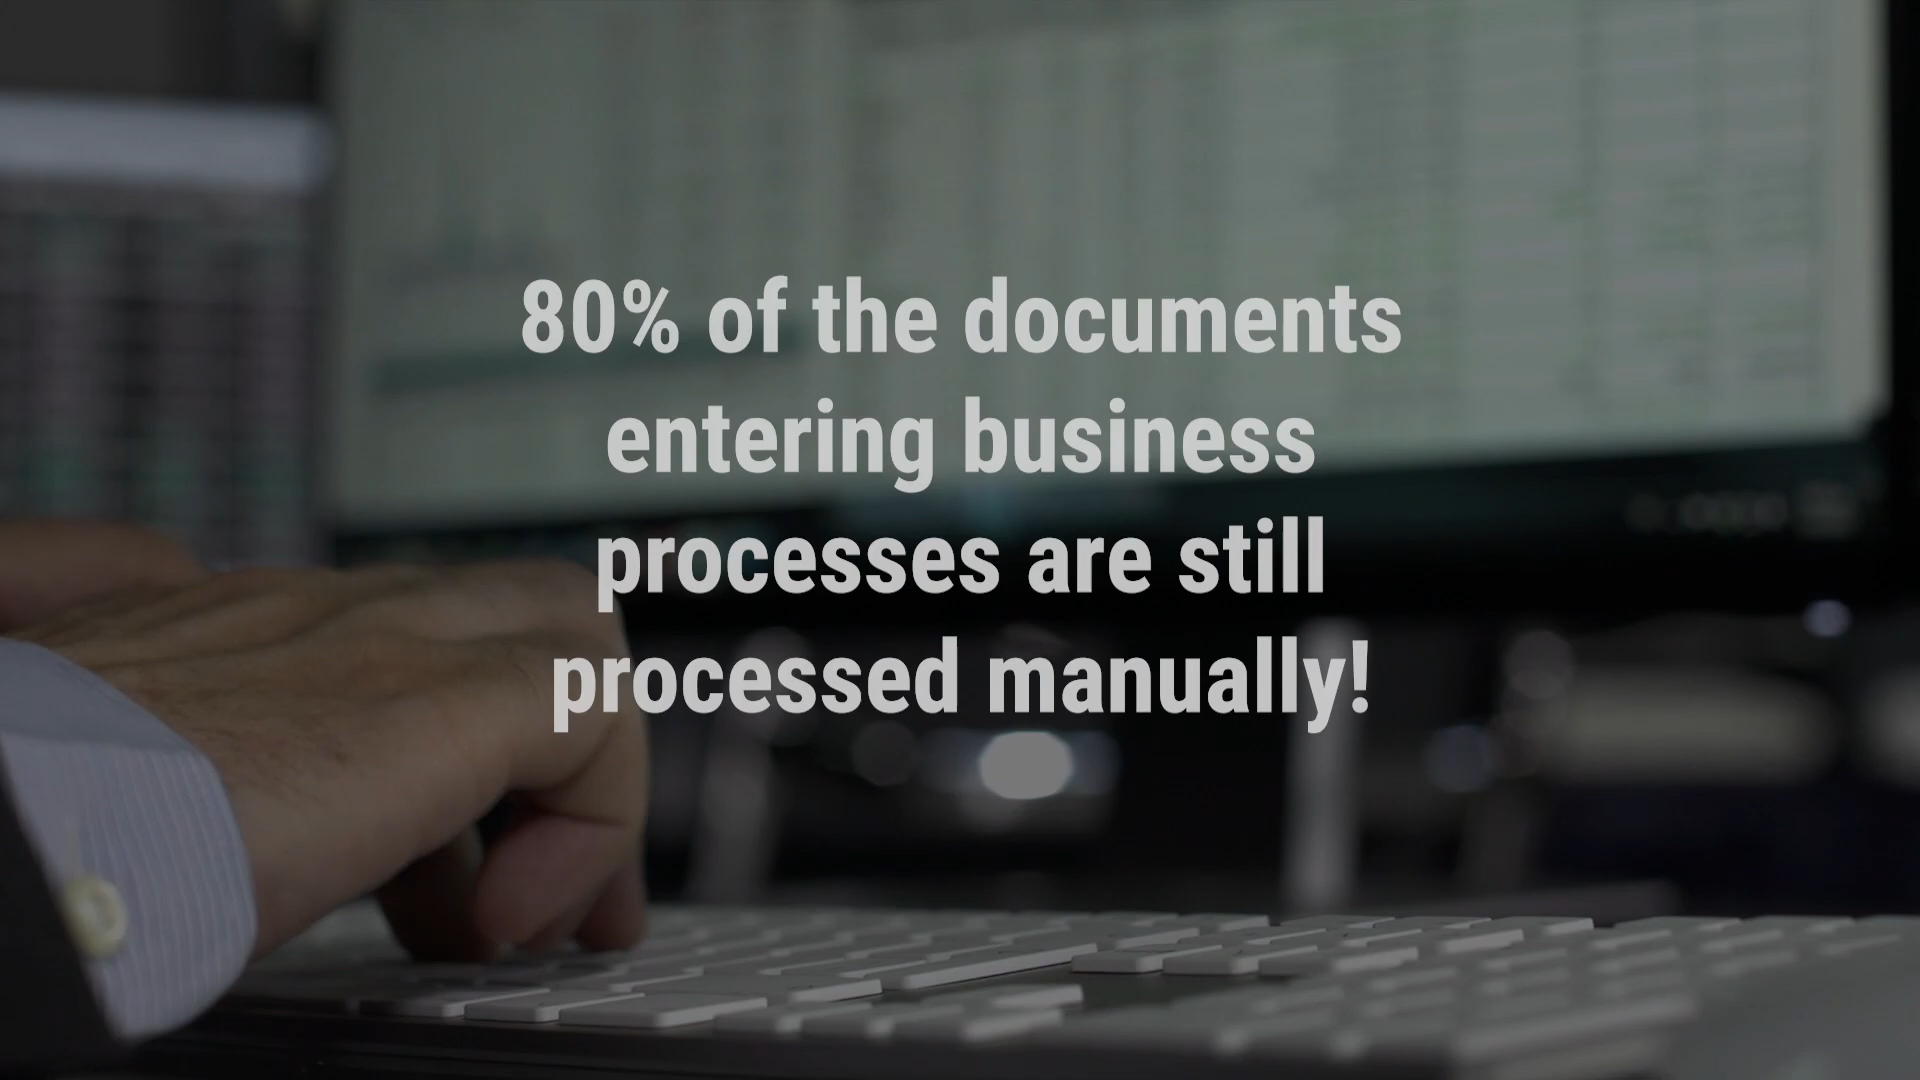 80% of the documents
entering business
processes are still
processed manually!